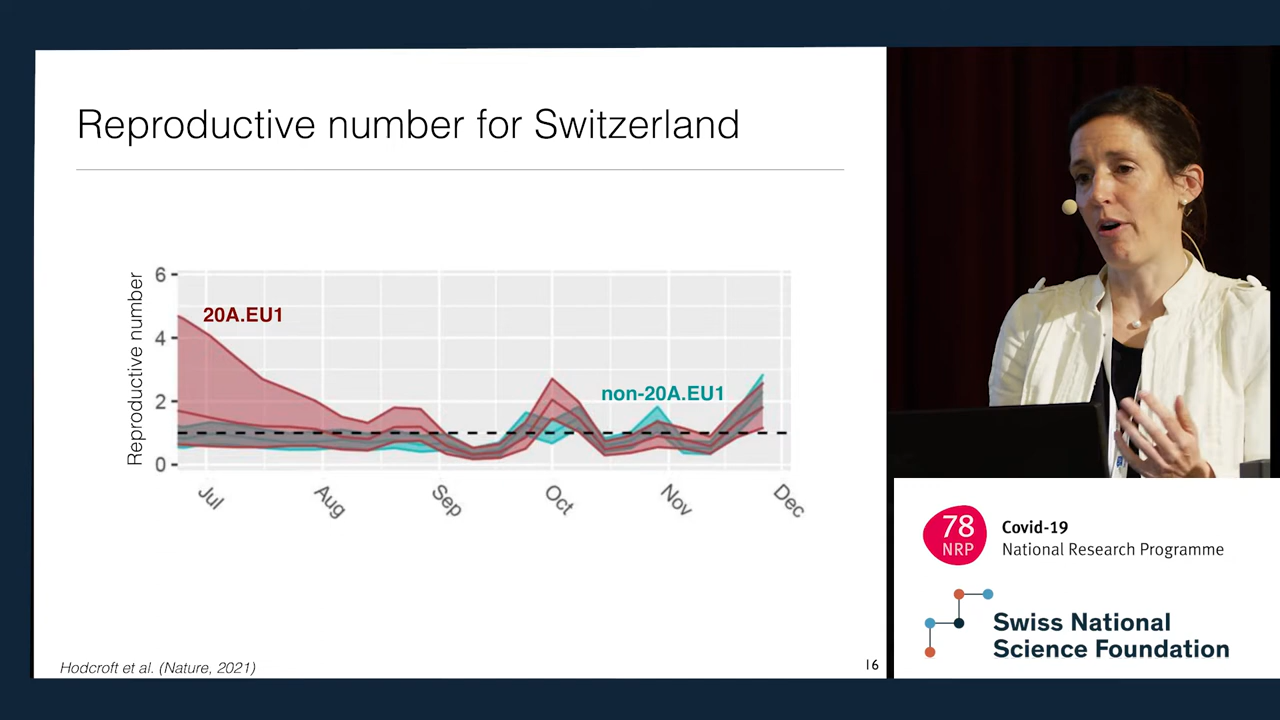 Reproductive number for Switzerland
Reproductive number
6
4
2
0
20A.EU1
non-20A.EU1
Jul
Aug
Sep
Oct
Nov
Dec
Hodcroft et al. (Nature, 2021)
16
78
NRP
Covid-19
National Research Programme
Swiss National
Science Foundation